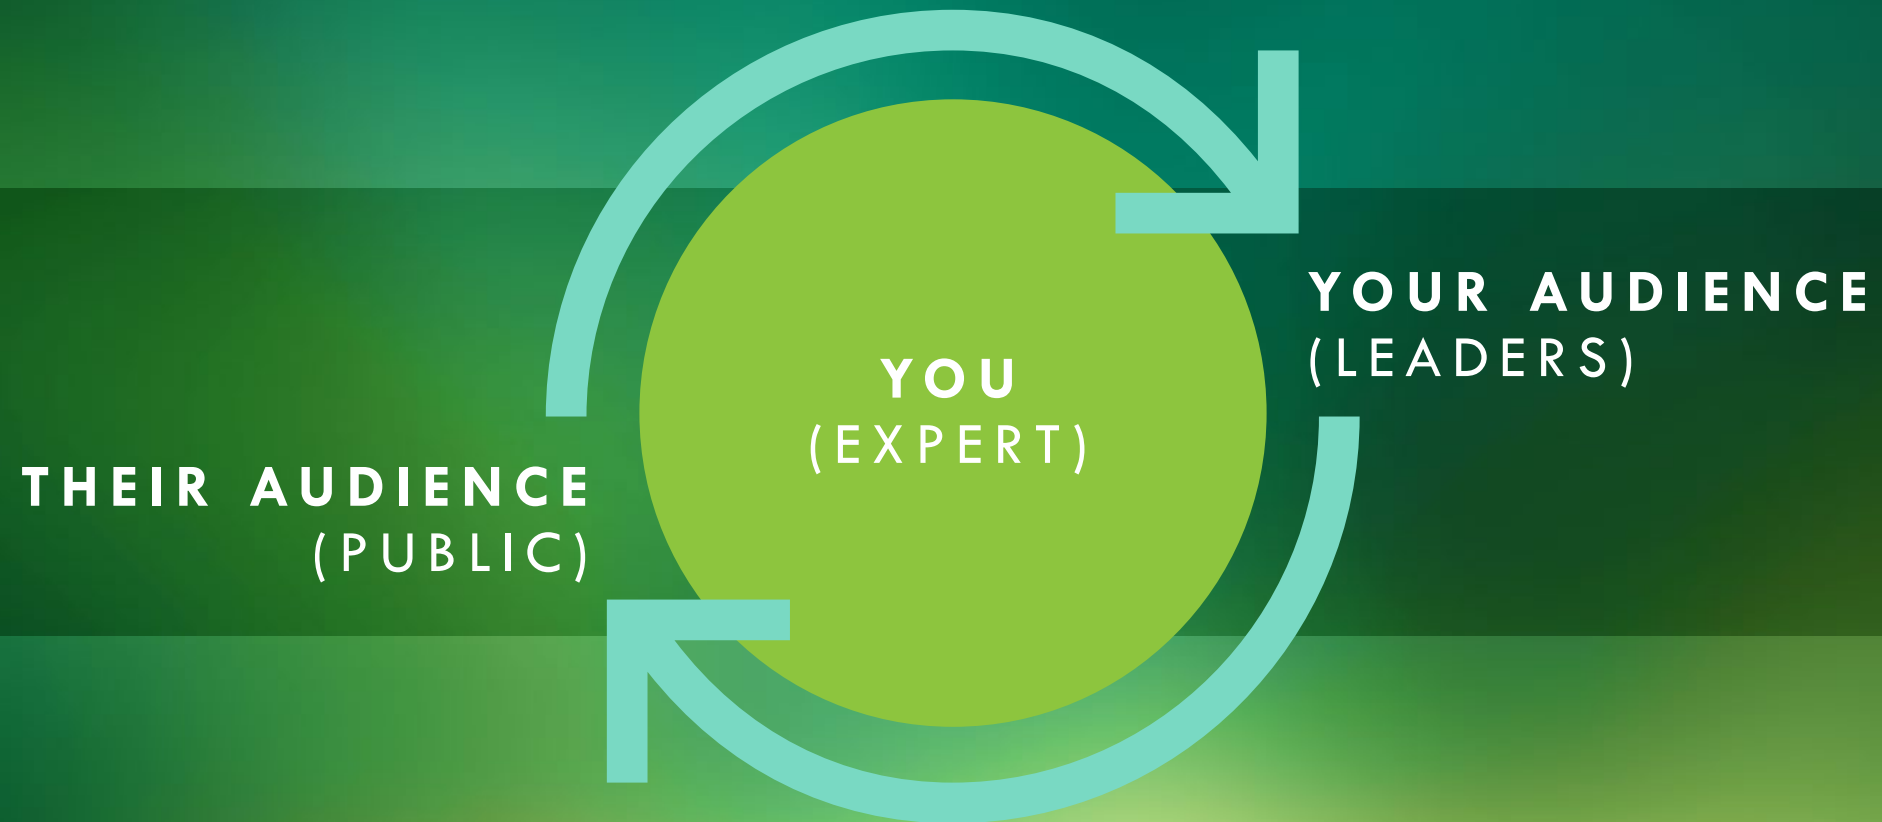 YOUR AUDIENCE
(LEADERS)
YOU
(EXPERT)
THEIR AUDIENCE
(PUBLIC)